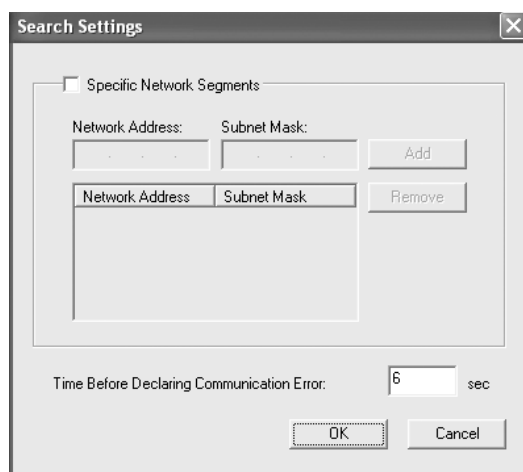 Search Settings
Specific Network Segments
Network Address: Subnet Mask:
Add
Network Address Subnet Mask
Remove
Time Before Declaring Communication Error: 6 sec
OK Cancel